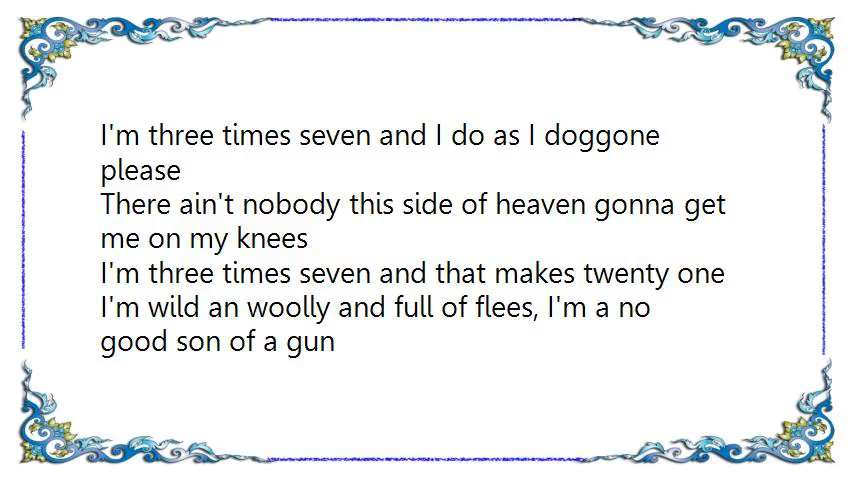 I'm three times seven and I do as I doggone
please
There ain't nobody this side of heaven gonna get
me on my knees
I'm three times seven and that makes twenty one
I'm wild an woolly and full of flees, I'm a no
good son of a gun